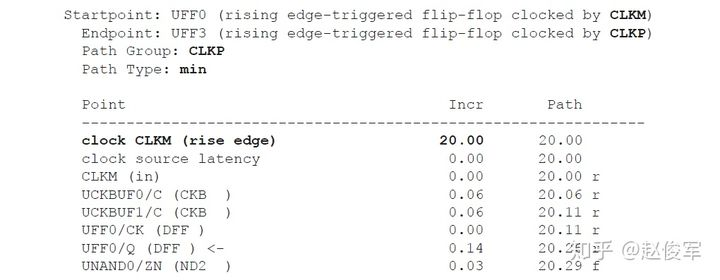 Startpoint: UFF0 (rising edge-triggered flip-flop clocked by CLKM)
Endpoint: UFF3 (rising edge-triggered flip-flop clocked by CLKP)
Path Group: CLKP
Path Type: min
Point Incr Path
---------------------------------------------------------------
clock CLKM (rise edge) 20.00 20.00
clock source latency 0.00 20.00
CLKM (in) 0.00 20.00 r
UCKBUF0/C (CKB ) 0.06 20.06 r
UCKBUF1/C (CKB ) 0.06 20.11 r
UFF0/CK (DFF ) 0.00 20.11 r
UFF0/Q (DFF ) <- 0.14 20.25 r
UNAND0/ZN (ND2 ) 0.03 20.29 f
知乎 @赵俊军